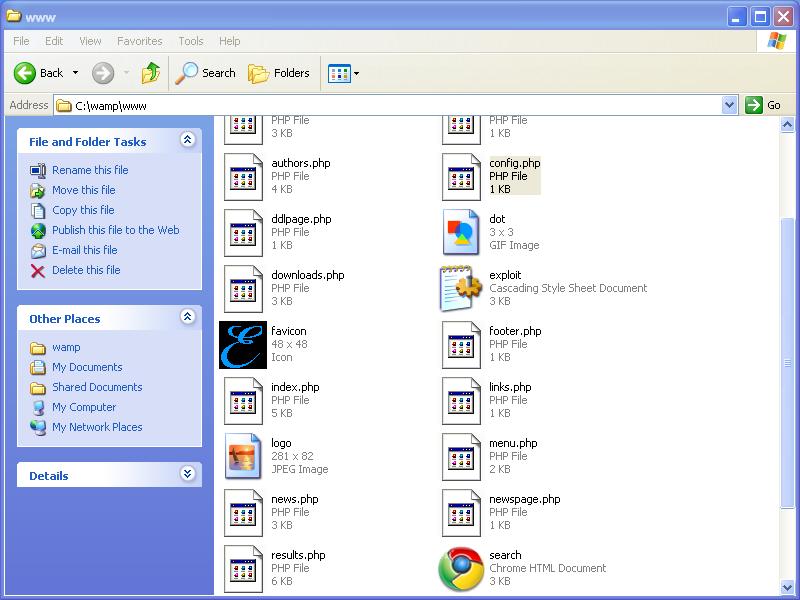 www
File Edit View Favorites Tools Help
Back Search Folders
Address C:\wamp\www Go
File and Folder Tasks
Rename this file
Move this file
Copy this file
Publish this file to the Web
E-mail this file
Delete this file
Other Places
wamp
My Documents
Shared Documents
My Computer
My Network Places
Details
PHP File
3 KB
PHP File
1 KB
authors.php
PHP File
4 KB
config.php
PHP File
1 KB
ddlpage.php
PHP File
1 KB
dot
3 x 3
GIF Image
downloads.php
PHP File
3 KB
exploit
Cascading Style Sheet Document
3 KB
favicon
48 x 48
Icon
footer.php
PHP File
1 KB
index.php
PHP File
5 KB
links.php
PHP File
1 KB
logo
281 x 82
JPEG Image
menu.php
PHP File
2 KB
news.php
PHP File
3 KB
newspage.php
PHP File
1 KB
results.php
PHP File
6 KB
search
Chrome HTML Document
3 KB